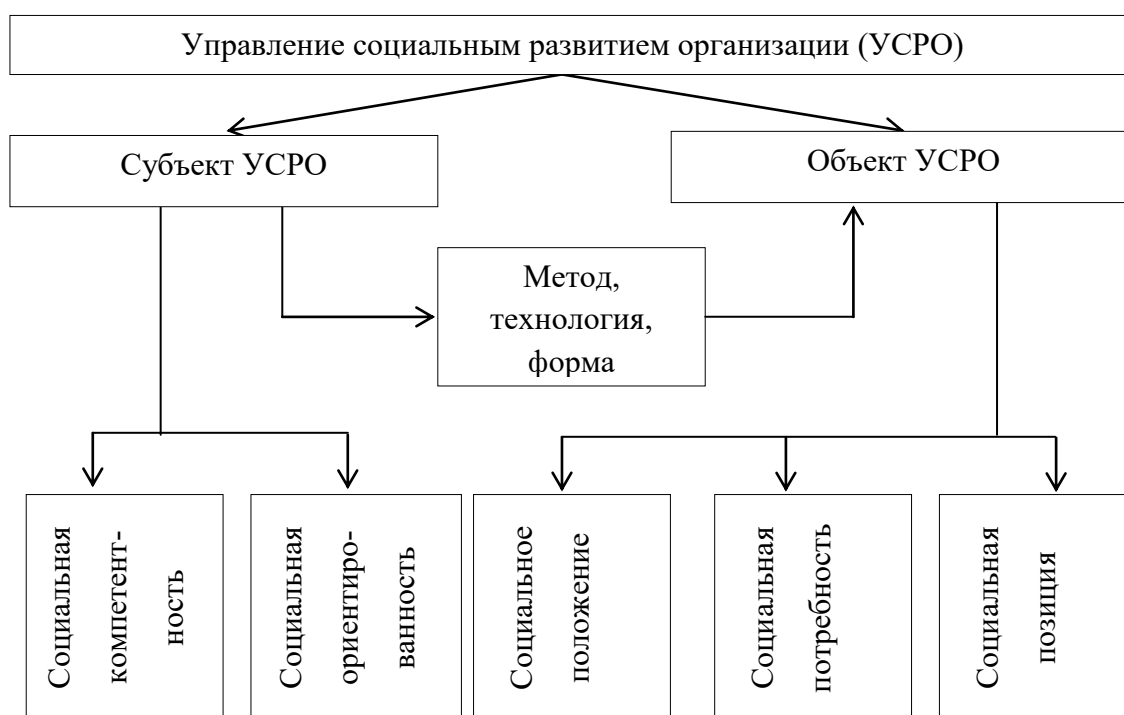 Управление социальным развитием организации (УСРО)
Субъект УСРО
Объект УСРО
Метод,
технология,
форма
Социальная
компетент-
ность
Социальная
ориентиро-
ванность
Социальное
положение
Социальная
потребность
Социальная
позиция